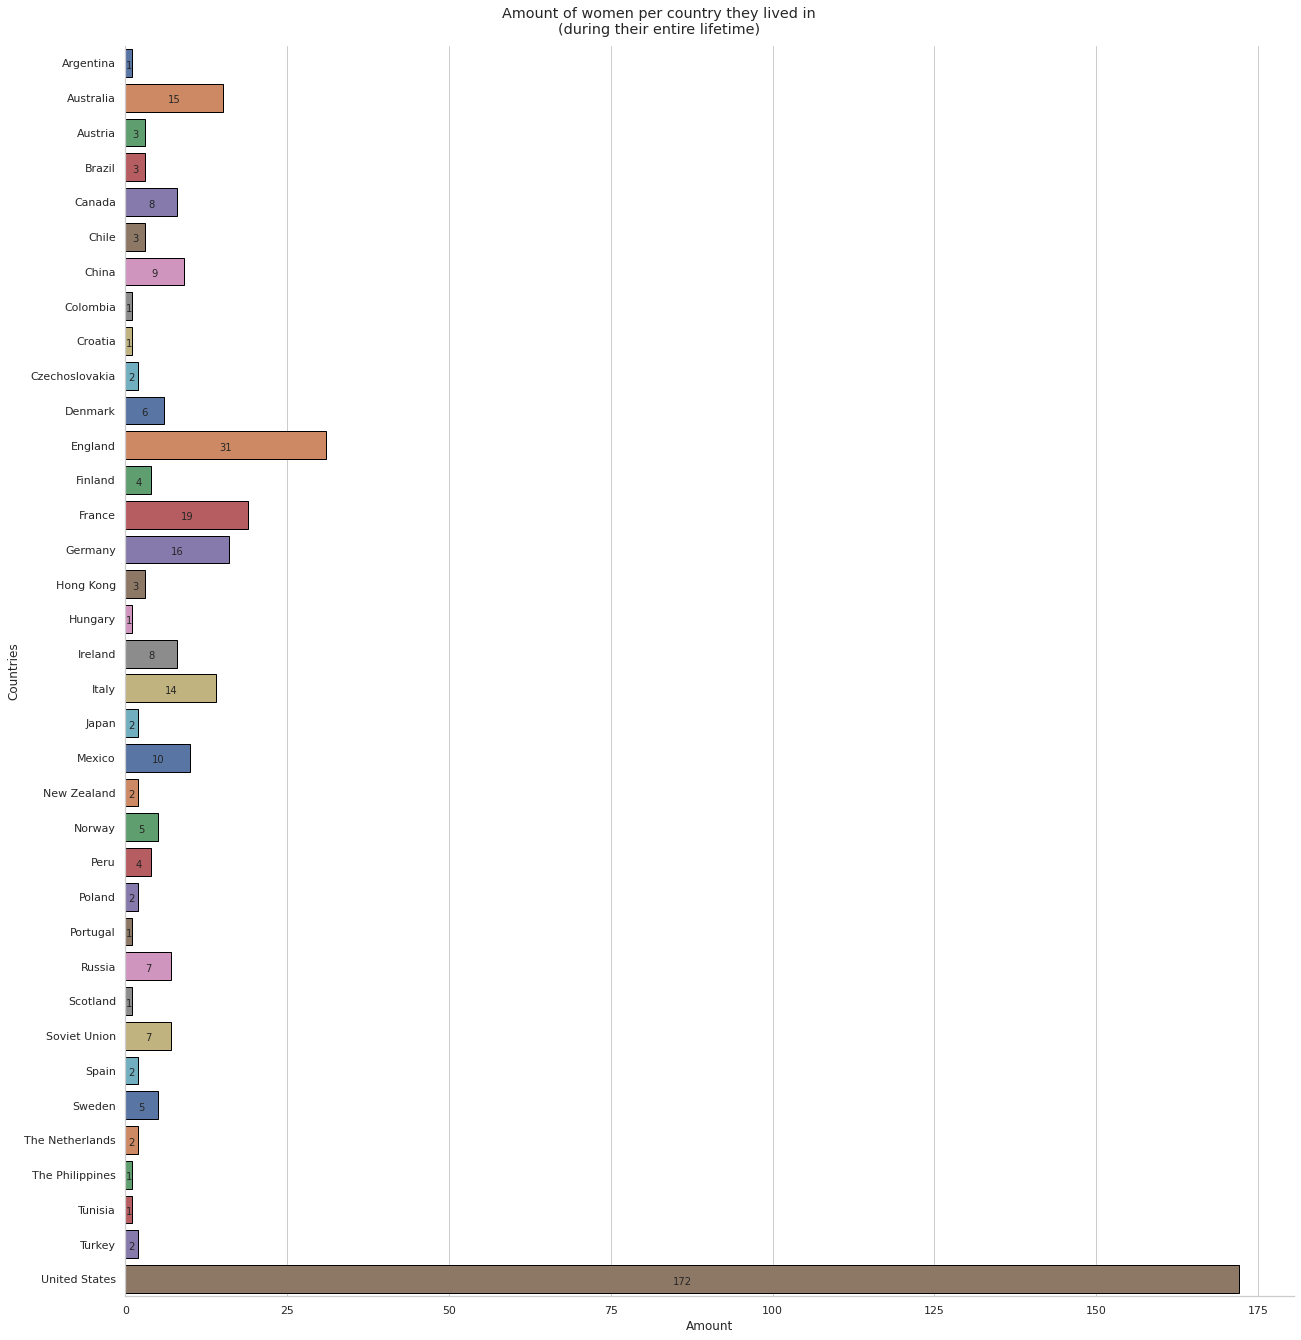 Amount of women per country they lived in
(during their entire lifetime)
Countries
Argentina 1
Australia 15
Austria 3
Brazil 3
Canada 8
Chile 3
China 9
Colombia 1
Croatia 1
Czechoslovakia 2
Denmark 6
England 31
Finland 4
France 19
Germany 16
Hong Kong 3
Hungary 1
Ireland 8
Italy 14
Japan 2
Mexico 10
New Zealand 2
Norway 5
Peru 4
Poland 2
Portugal 1
Russia 7
Scotland 1
Soviet Union 7
Spain 2
Sweden 5
The Netherlands 2
The Philippines 1
Tunisia 1
Turkey 2
United States 172
0 25 50 75 100 125 150 175
Amount